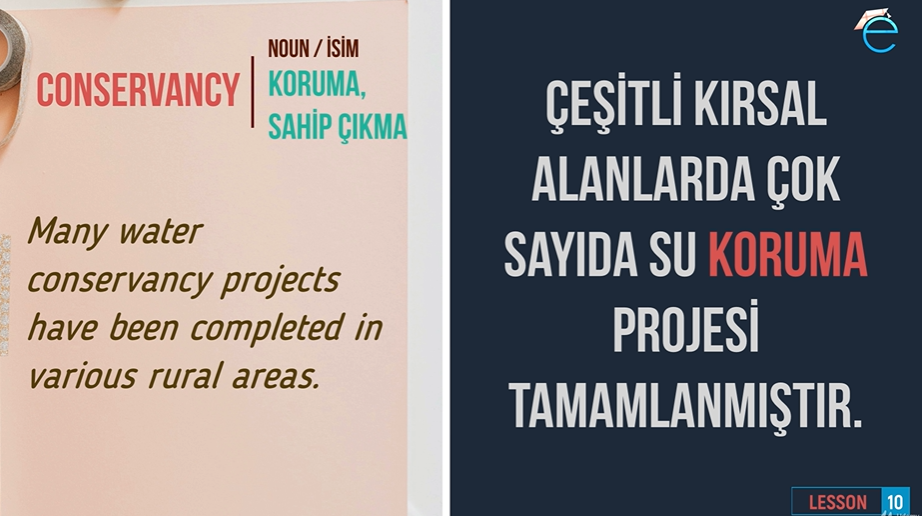 CONSERVANCY
NOUN / İSİM
KORUMA,
SAHİP ÇIKMA
Many water
conservancy projects
have been completed in
various rural areas.
ÇEŞİTLİ KIRSAL
ALANLARDA ÇOK
SAYIDA SU KORUMA
PROJESİ
TAMAMLANMIŞTIR.
LESSON 10